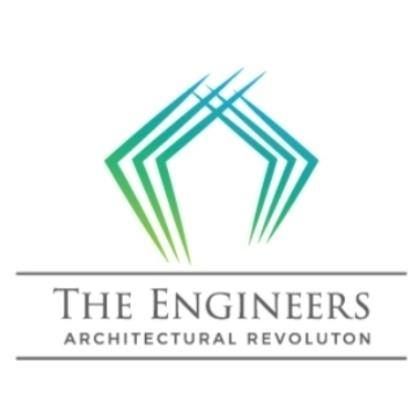 THE ENGINEERS
ARCHITECTURAL REVOLUTON